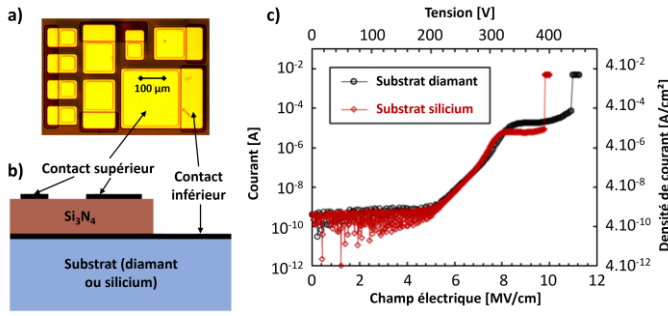 a)
100 µm
b)
Contact supérieur
Contact
inférieur
Si₃N₄
Substrat (diamant
ou silicium)
c)
Tension [V]
0 100 200 300 400
Substrat diamant
Substrat silicium
Courant [A]
10⁻²
10⁻⁴
10⁻⁶
10⁻⁸
10⁻¹⁰
10⁻¹²
Densité de courant [A/cm²]
4.10⁻²
4.10⁻⁴
4.10⁻⁶
4.10⁻⁸
4.10⁻¹⁰
4.10⁻¹²
0 2 4 6 8 10 12
Champ électrique [MV/cm]